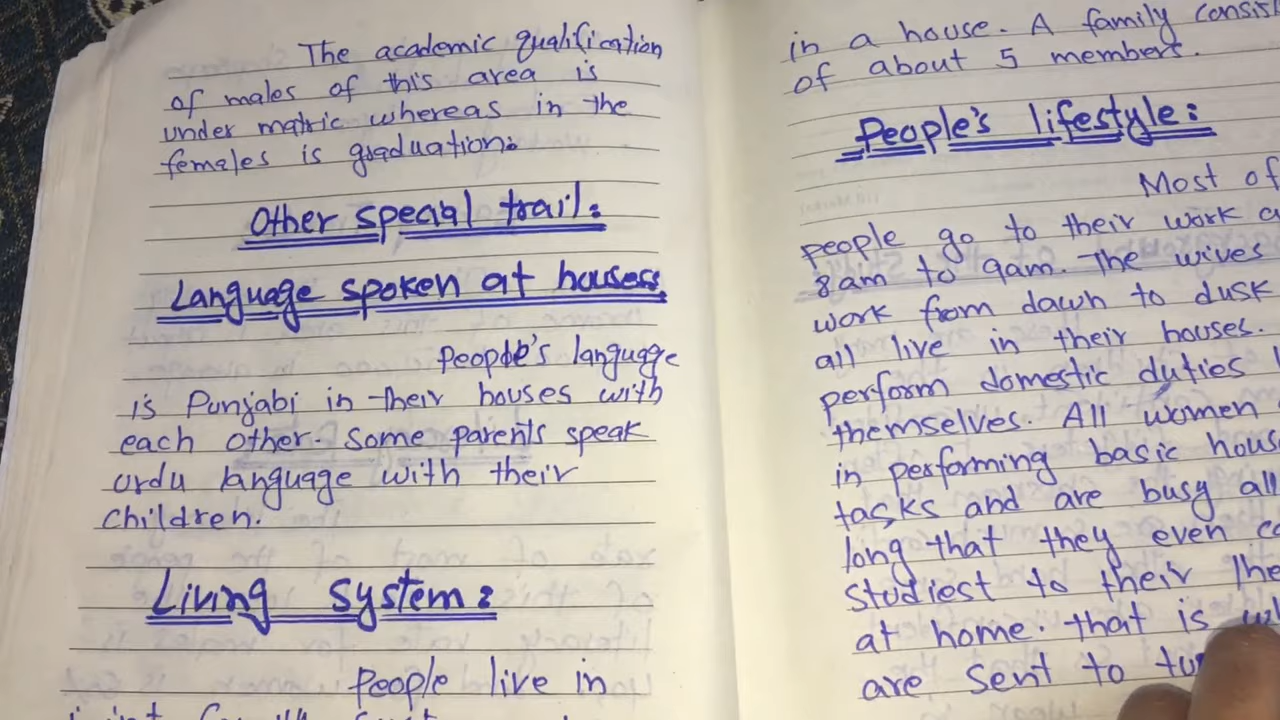 The academic qualification
of males of this area is
under matric whereas in the
females is graduation.
Other special trail:
Language spoken at houses
People's language
is Punjabi in their houses with
each other. Some parents speak
urdu language with their
children.
Living system:
People live in
in a house. A family consist
of about 5 members.
People's lifestyle:
Most of
people go to their work
8am to 9am. The wives
work from dawn to dusk
all live in their houses.
perform domestic duties
themselves. All women
in performing basic
tasks and are busy all
long that they even
studiest to their
at home. that is
are sent to